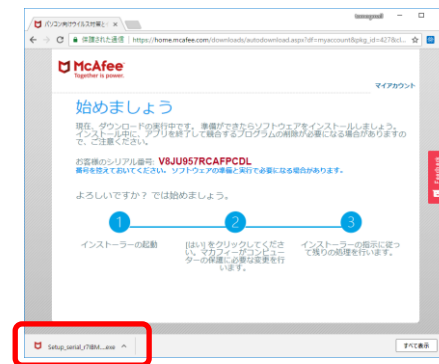 パソコン向けウイルス対策と
保護された通信 | https://home.mcafee.com/downloads/autodownload.aspx?df=myaccount&pkg_id=427&cl...
McAfee
Together is power.
マイアカウント
始めましょう
現在、ダウンロードの実行中です。準備ができたらソフトウェアをインストールしましょう。
インストール中に、アプリを終了して競合するプログラムの削除が必要になる場合がありますの
で、ご注意ください。
お客様のシリアル番号: V8JU957RCAFPCDL
番号を控えておいてください。ソフトウェアの準備と実行で必要になる場合があります。
よろしいですか? では始めましょう。
1
2
3
インストーラーの起動
[はい] をクリックしてくださ
い。マカフィーがコンピュー
ターの保護に必要な変更を行
います。
インストーラーの指示に従っ
て残りの処理を行います。
Feedback
Setup_serial_r7i8M....exe
すべて表示